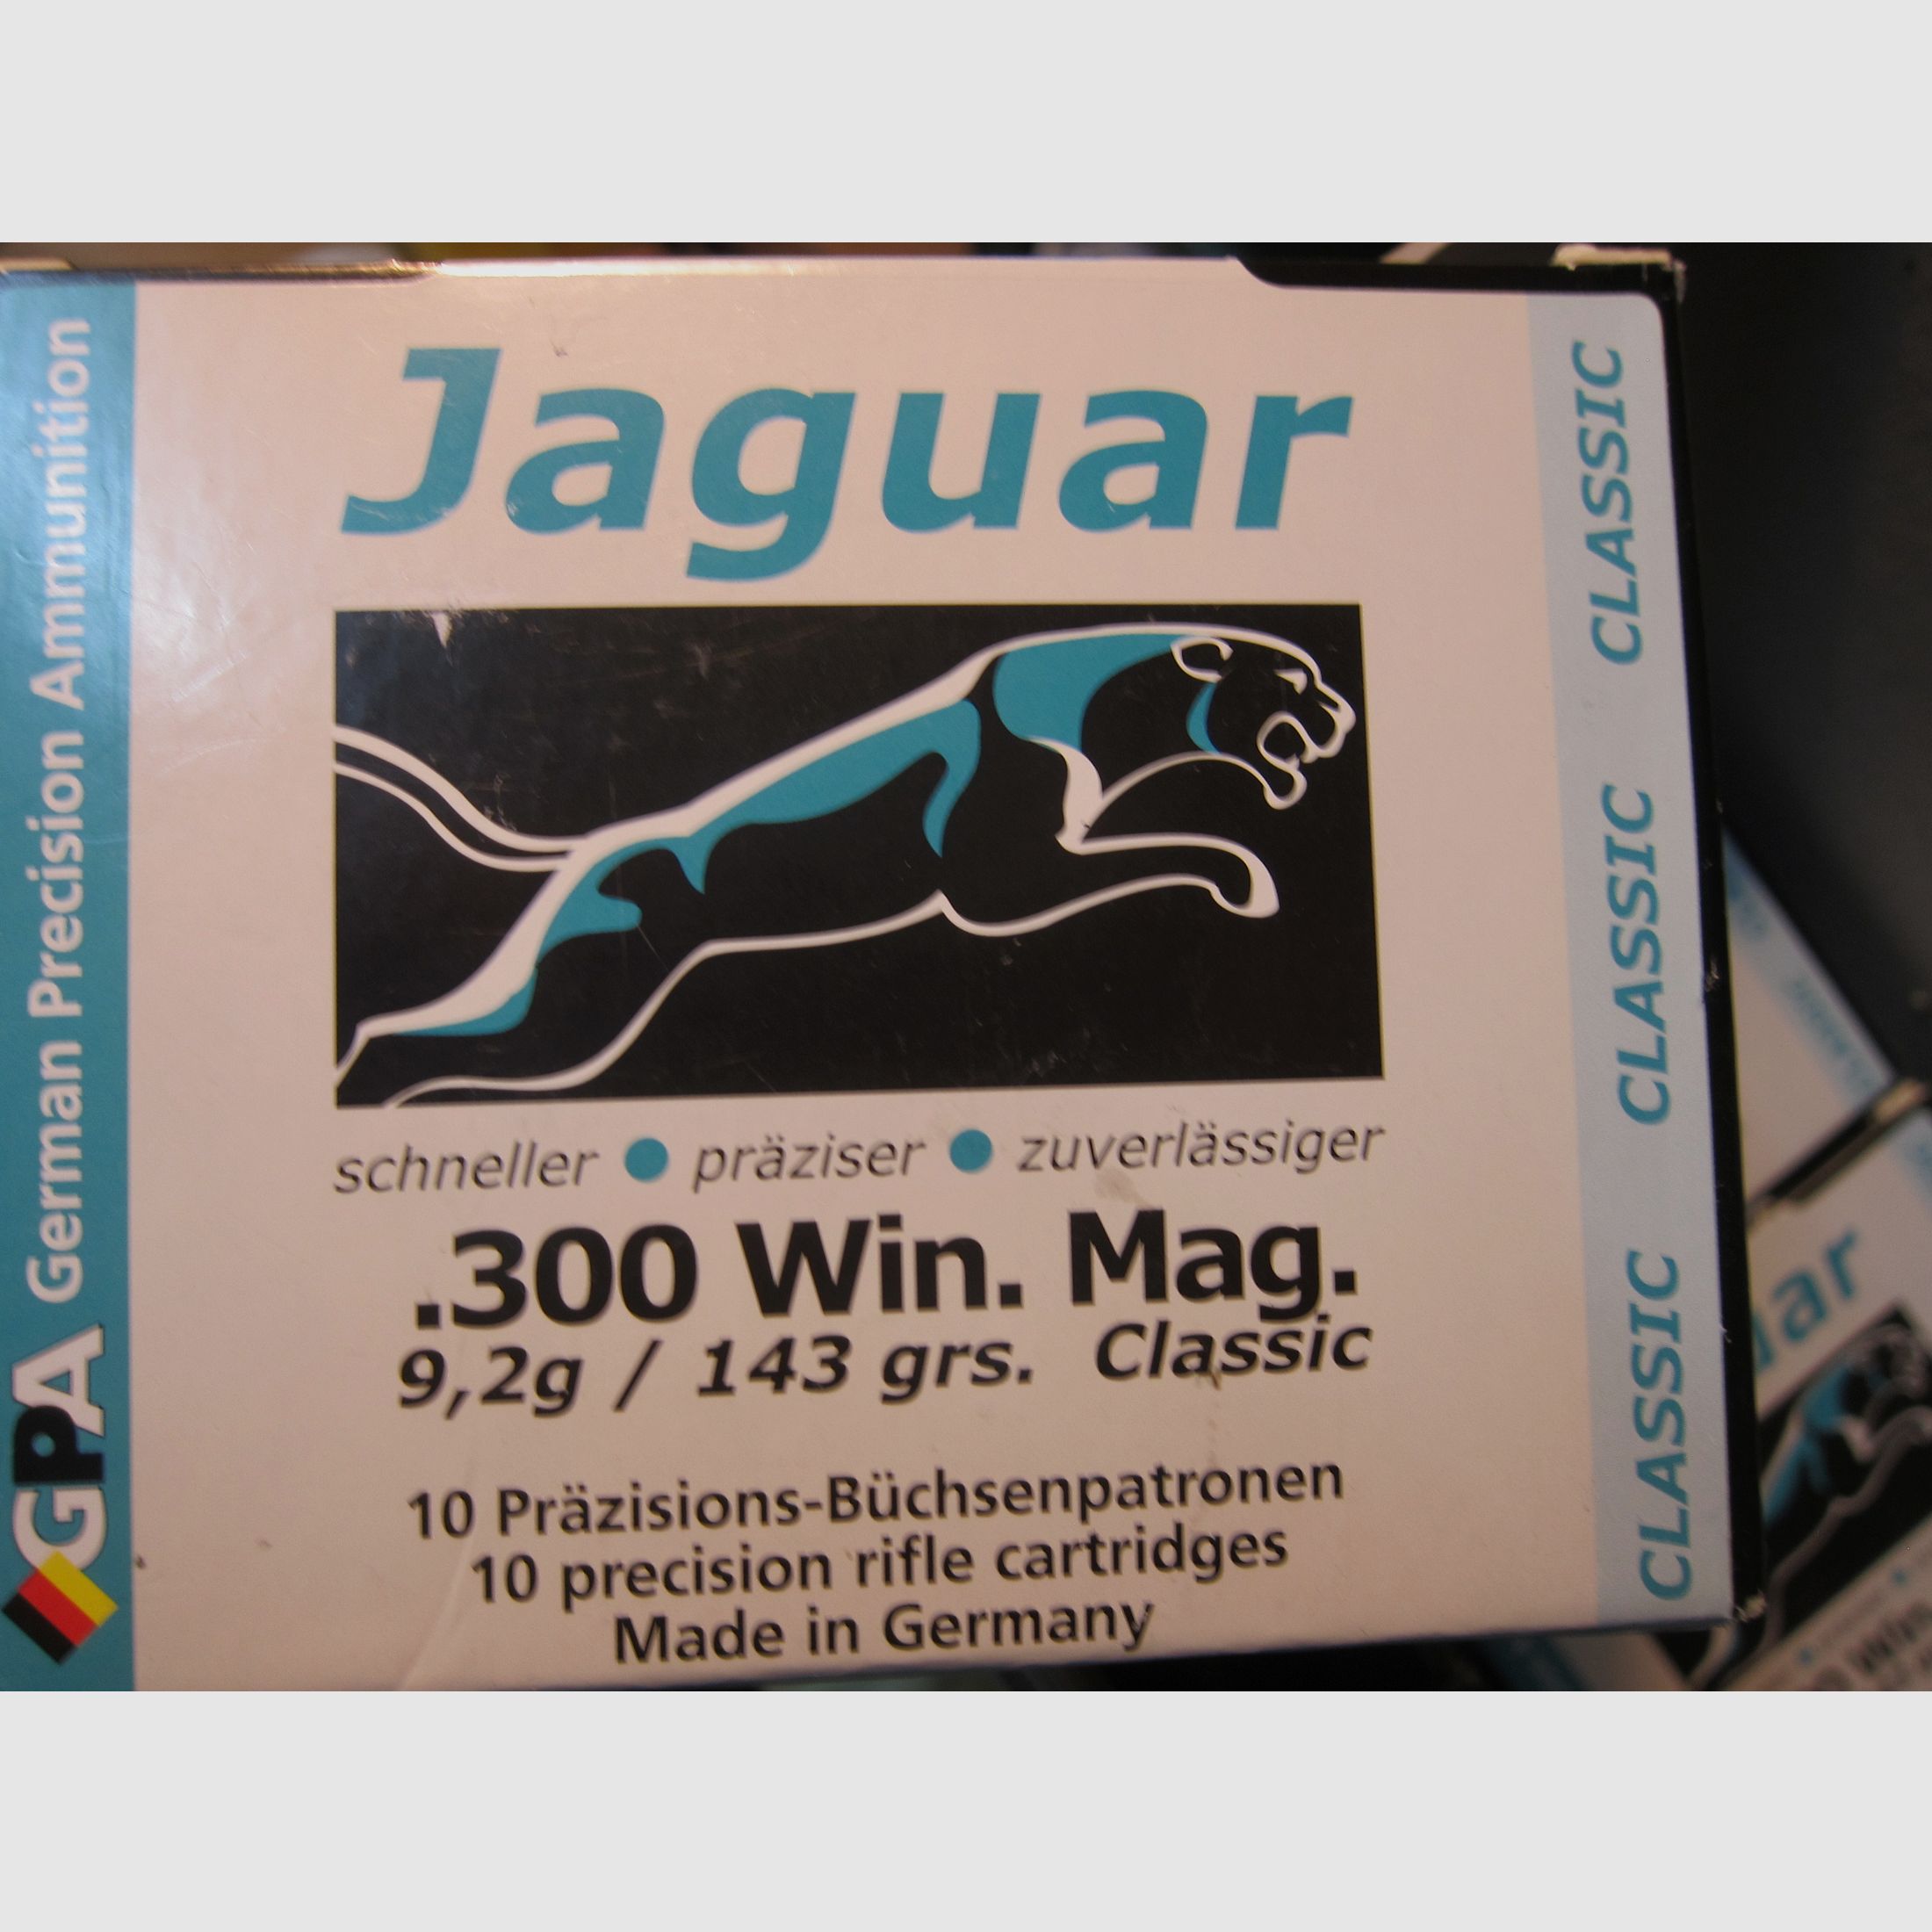 Jaguar
schneller • präziser • zuverlässiger
.300 Win. Mag.
9,2g / 143 grs. Classic
10 Präzisions-Büchsenpatronen
10 precision rifle cartridges
Made in Germany
GPA German Precision Ammunition
CLASSIC CLASSIC CLASSIC